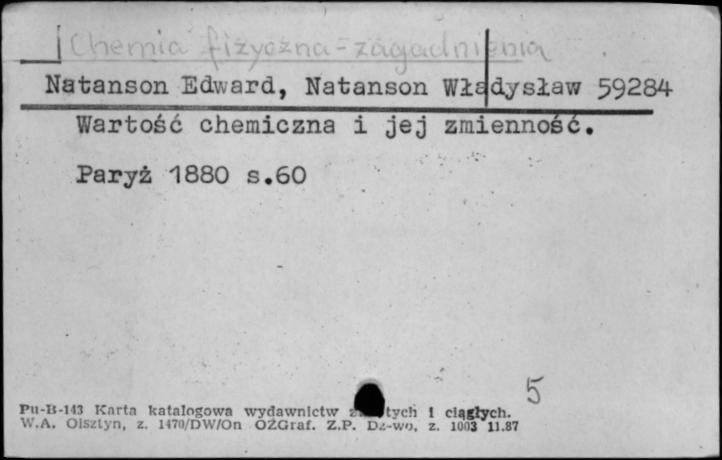 Chemia fizyczna - zagadnienia
Natanson Edward, Natanson Władysław 59284
Wartość chemiczna i jej zmienność.
Paryż 1880 s.60
5
Pu-B-143 Karta katalogowa wydawnictw tych i ciągłych.
W.A. Olsztyn, z. 1470/DW/On OZGraf. Z.P. Dz-wo, z. 1003 11.87